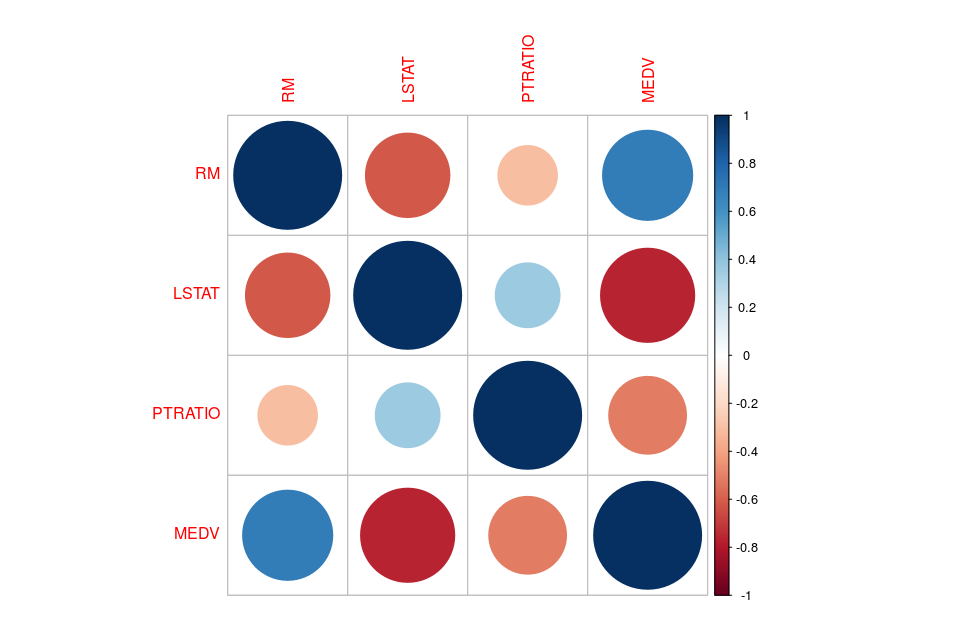 RM
LSTAT
PTRATIO
MEDV
RM
LSTAT
PTRATIO
MEDV
1
0.8
0.6
0.4
0.2
0
-0.2
-0.4
-0.6
-0.8
-1